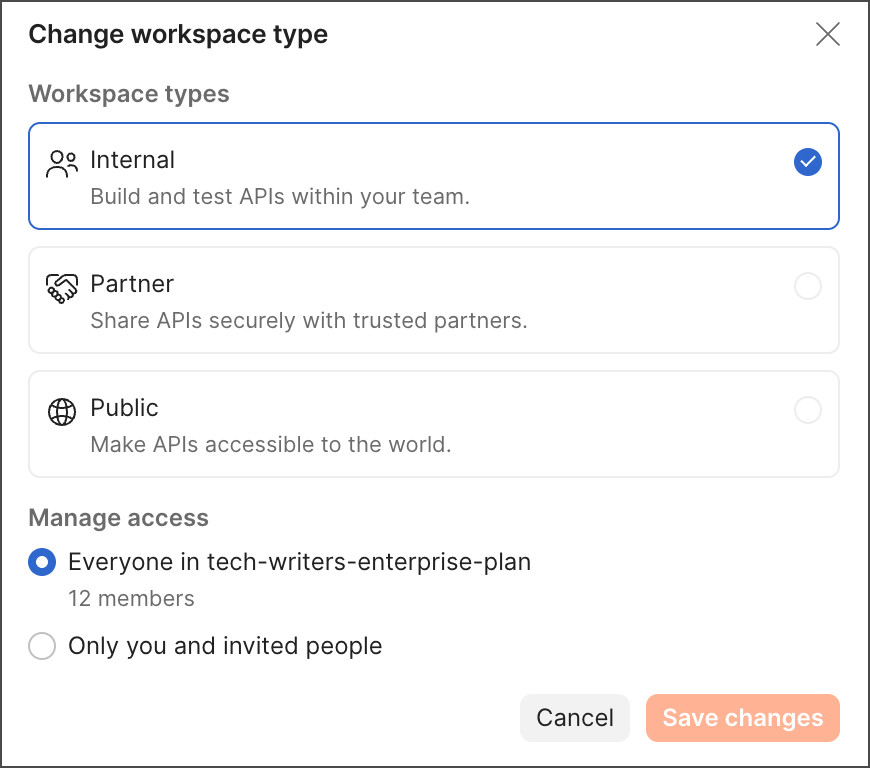 Change workspace type
Workspace types
Internal
Build and test APIs within your team.
Partner
Share APIs securely with trusted partners.
Public
Make APIs accessible to the world.
Manage access
Everyone in tech-writers-enterprise-plan
12 members
Only you and invited people
Cancel
Save changes